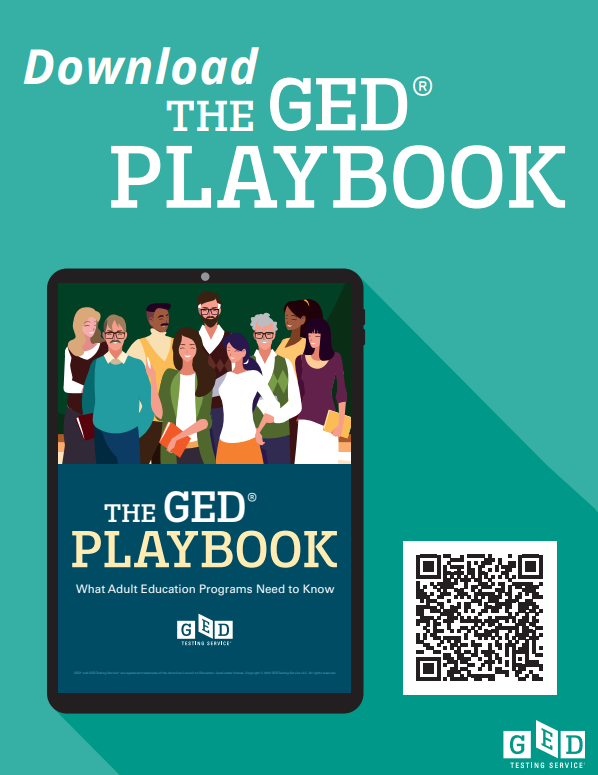 Download
THE GED®
PLAYBOOK
THE GED®
PLAYBOOK
What Adult Education Programs Need to Know
GED
TESTING SERVICE®
GED
TESTING SERVICE®